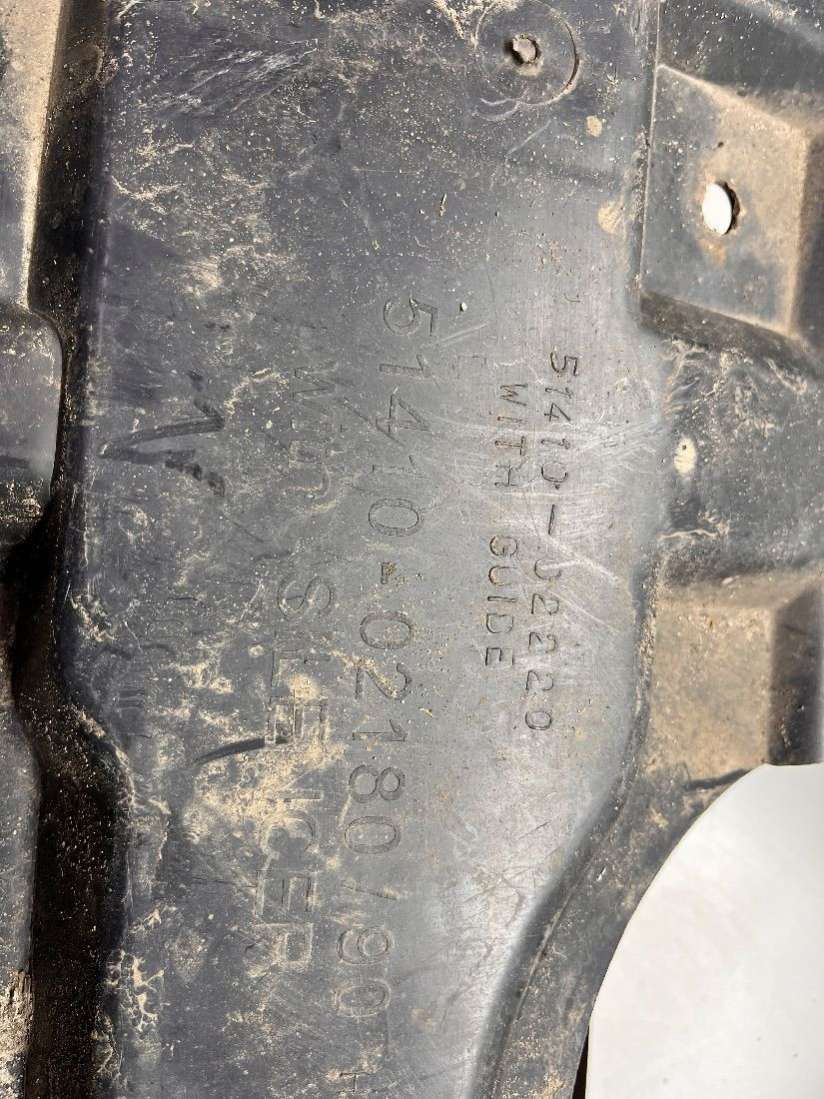 51410-02220
WITH GUIDE
51410-02180/90-H
With SILENCER